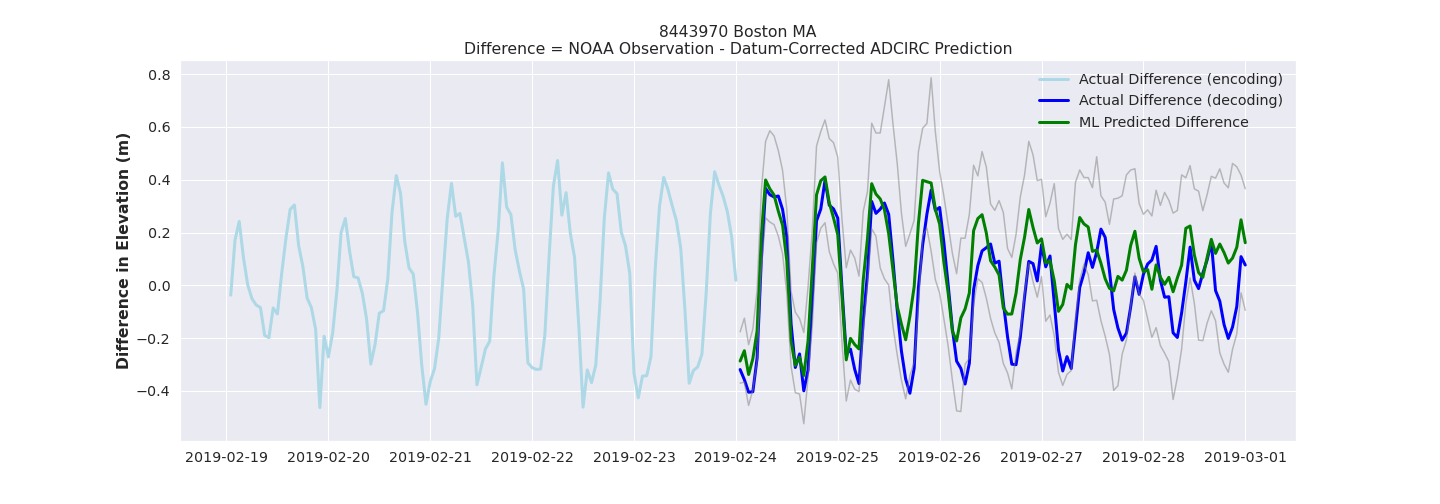 8443970 Boston MA
Difference = NOAA Observation - Datum-Corrected ADCIRC Prediction
Difference in Elevation (m)
0.8
0.6
0.4
0.2
0.0
−0.2
−0.4
Actual Difference (encoding)
Actual Difference (decoding)
ML Predicted Difference
2019-02-19 2019-02-20 2019-02-21 2019-02-22 2019-02-23 2019-02-24 2019-02-25 2019-02-26 2019-02-27 2019-02-28 2019-03-01